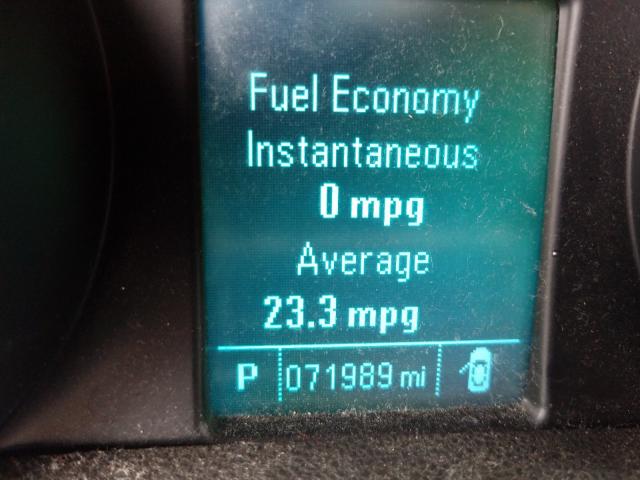 Fuel Economy
Instantaneous
0 mpg
Average
23.3 mpg
P 071989 mi